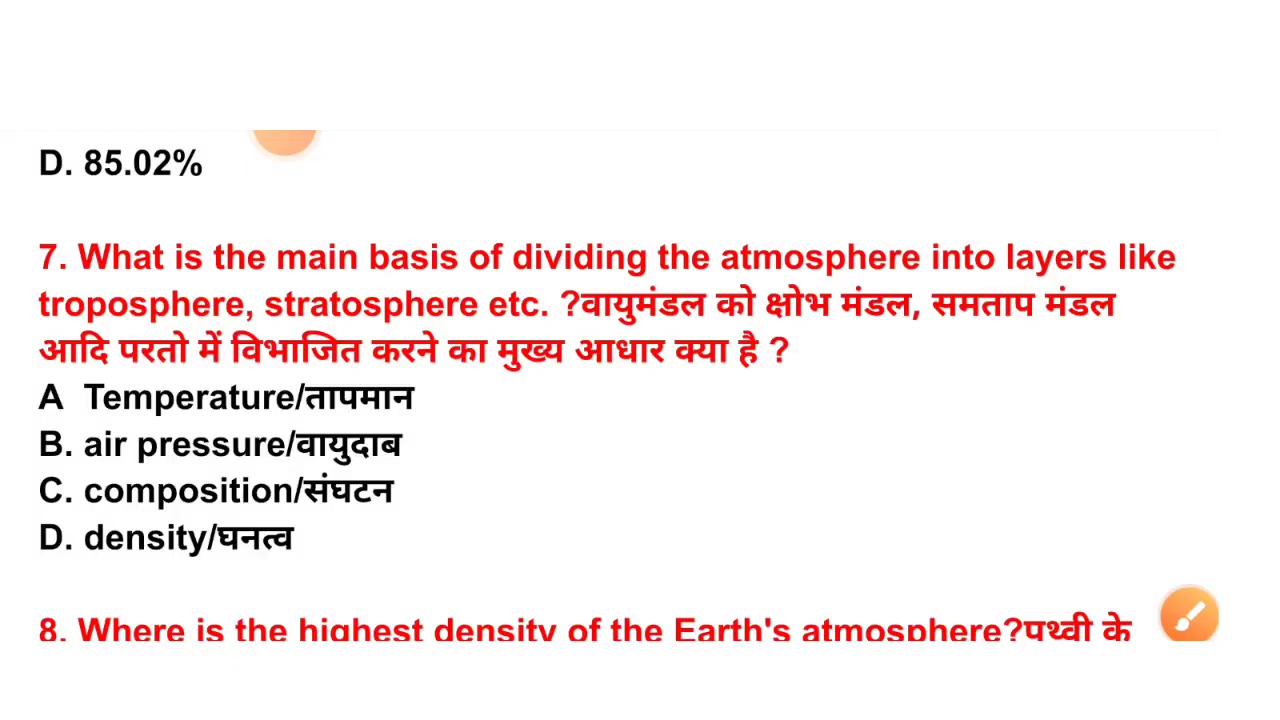 D. 85.02%
7. What is the main basis of dividing the atmosphere into layers like
troposphere, stratosphere etc. ?वायुमंडल को क्षोभ मंडल, समताप मंडल
आदि परतो में विभाजित करने का मुख्य आधार क्या है ?
A  Temperature/तापमान
B. air pressure/वायुदाब
C. composition/संघटन
D. density/घनत्व
8. Where is the highest density of the Earth's atmosphere?पृथ्वी के